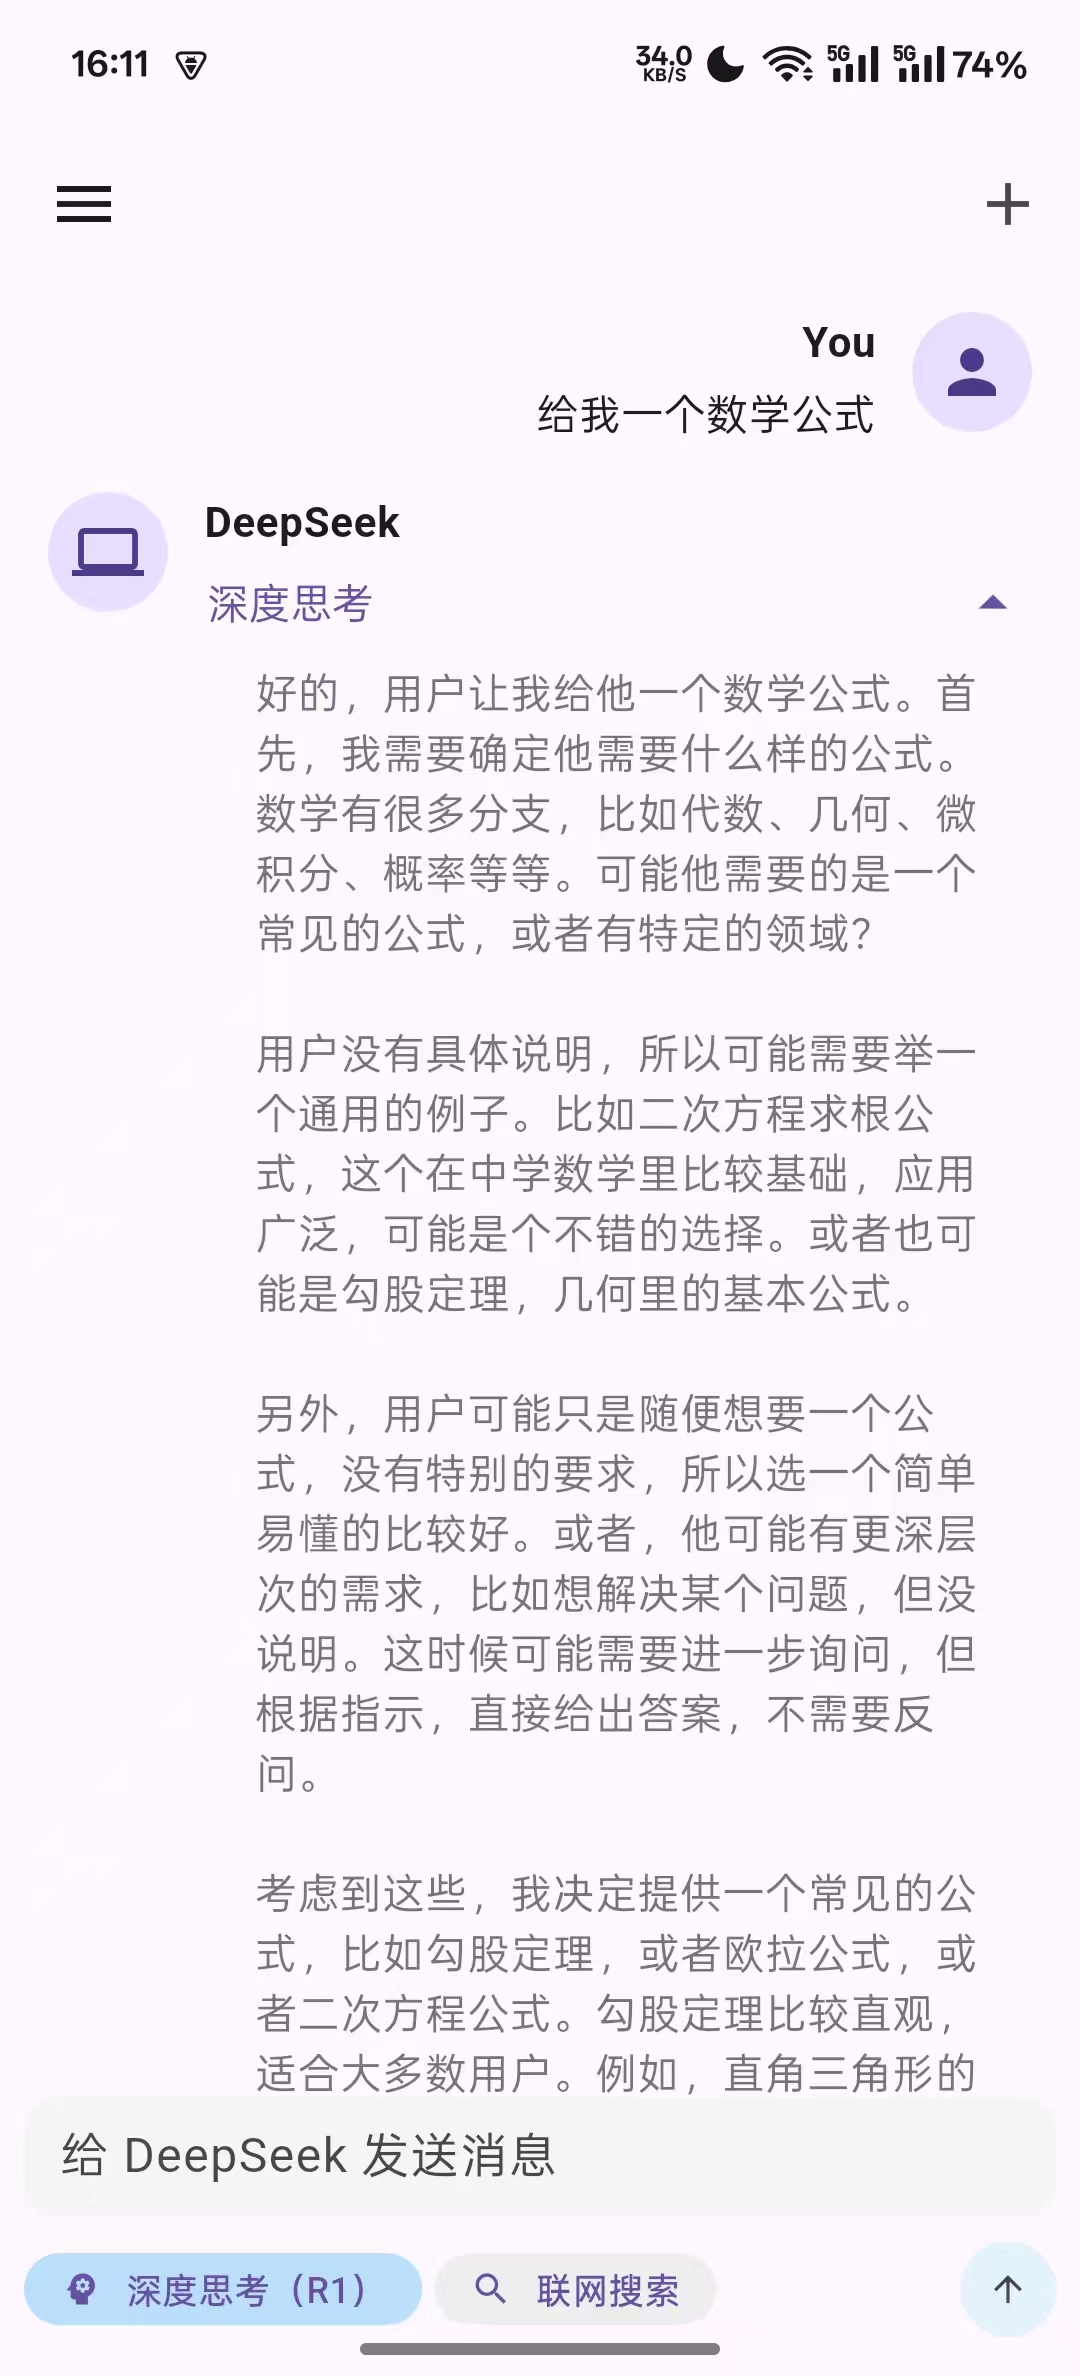 16:11
34.0
KB/S
5G
5G
74%
You
给我一个数学公式
DeepSeek
深度思考
好的，用户让我给他一个数学公式。首
先，我需要确定他需要什么样的公式。
数学有很多分支，比如代数、几何、微
积分、概率等等。可能他需要的是一个
常见的公式，或者有特定的领域？
用户没有具体说明，所以可能需要举一
个通用的例子。比如二次方程求根公
式，这个在中学数学里比较基础，应用
广泛，可能是个不错的选择。或者也可
能是勾股定理，几何里的基本公式。
另外，用户可能只是随便想要一个公
式，没有特别的要求，所以选一个简单
易懂的比较好。或者，他可能有更深层
次的需求，比如想解决某个问题，但没
说明。这时候可能需要进一步询问，但
根据指示，直接给出答案，不需要反
问。
考虑到这些，我决定提供一个常见的公
式，比如勾股定理，或者欧拉公式，或
者二次方程公式。勾股定理比较直观，
适合大多数用户。例如，直角三角形的
给 DeepSeek 发送消息
深度思考（R1）
联网搜索